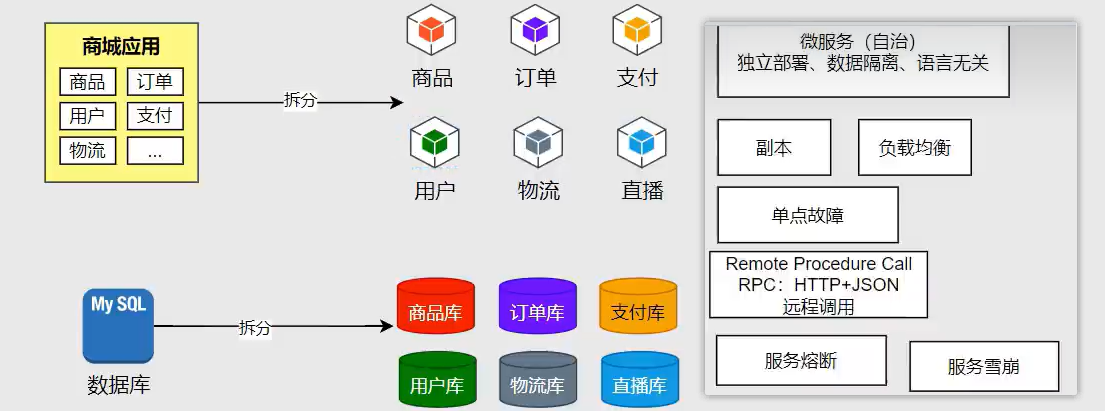 商城应用
商品
订单
用户
支付
物流
...
拆分
商品
订单
支付
用户
物流
直播
My SQL
数据库
拆分
商品库
订单库
支付库
用户库
物流库
直播库
微服务（自治）
独立部署、数据隔离、语言无关
副本
负载均衡
单点故障
Remote Procedure Call
RPC：HTTP+JSON
远程调用
服务熔断
服务雪崩